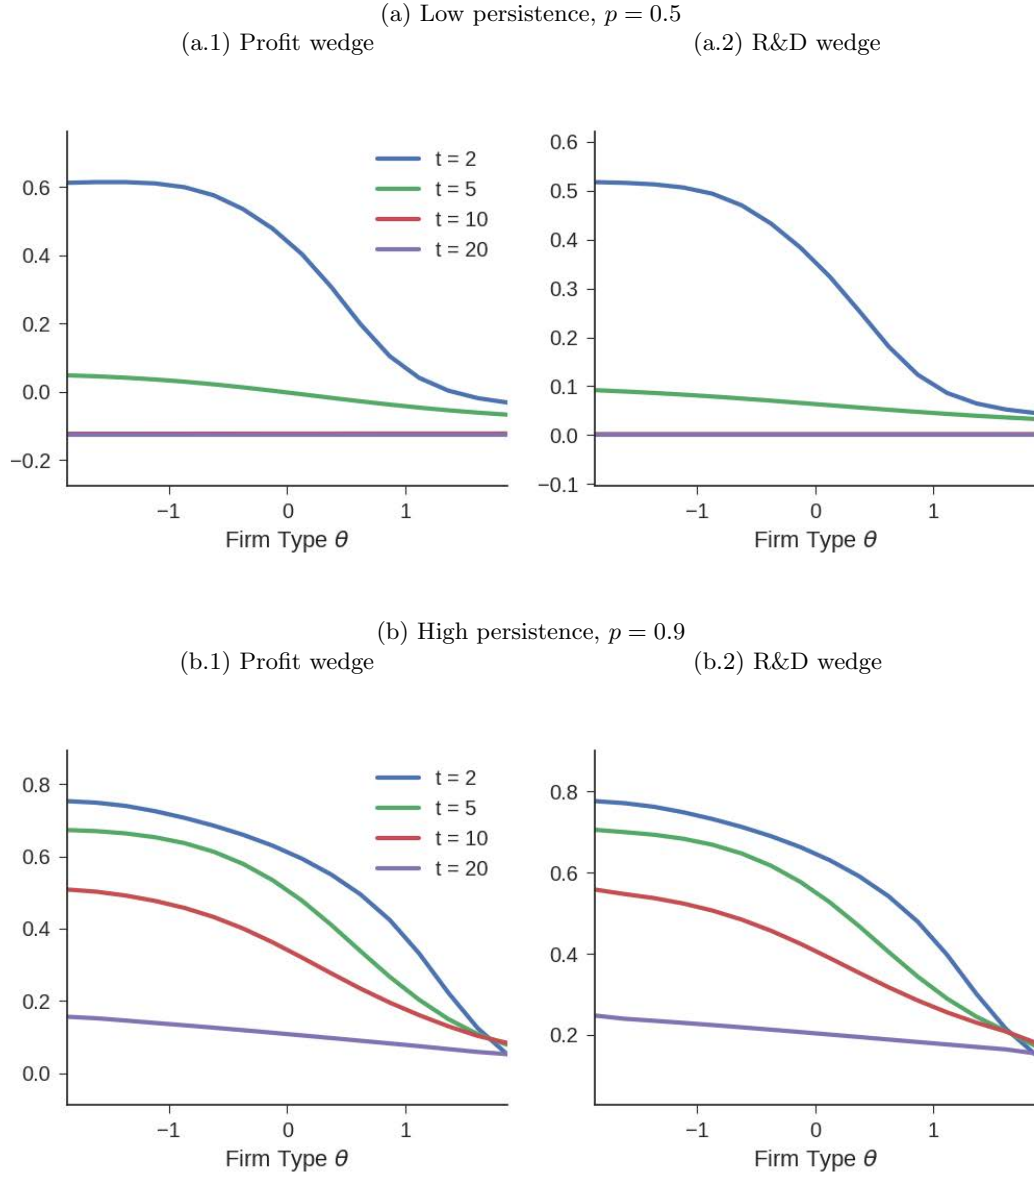 (a) Low persistence, p = 0.5
(a.1) Profit wedge
(a.2) R&D wedge
0.6
0.4
0.2
0.0
−0.2
t = 2
t = 5
t = 10
t = 20
−1 0 1
Firm Type θ
0.6
0.5
0.4
0.3
0.2
0.1
0.0
−0.1
−1 0 1
Firm Type θ
(b) High persistence, p = 0.9
(b.1) Profit wedge
(b.2) R&D wedge
0.8
0.6
0.4
0.2
0.0
t = 2
t = 5
t = 10
t = 20
−1 0 1
Firm Type θ
0.8
0.6
0.4
0.2
−1 0 1
Firm Type θ